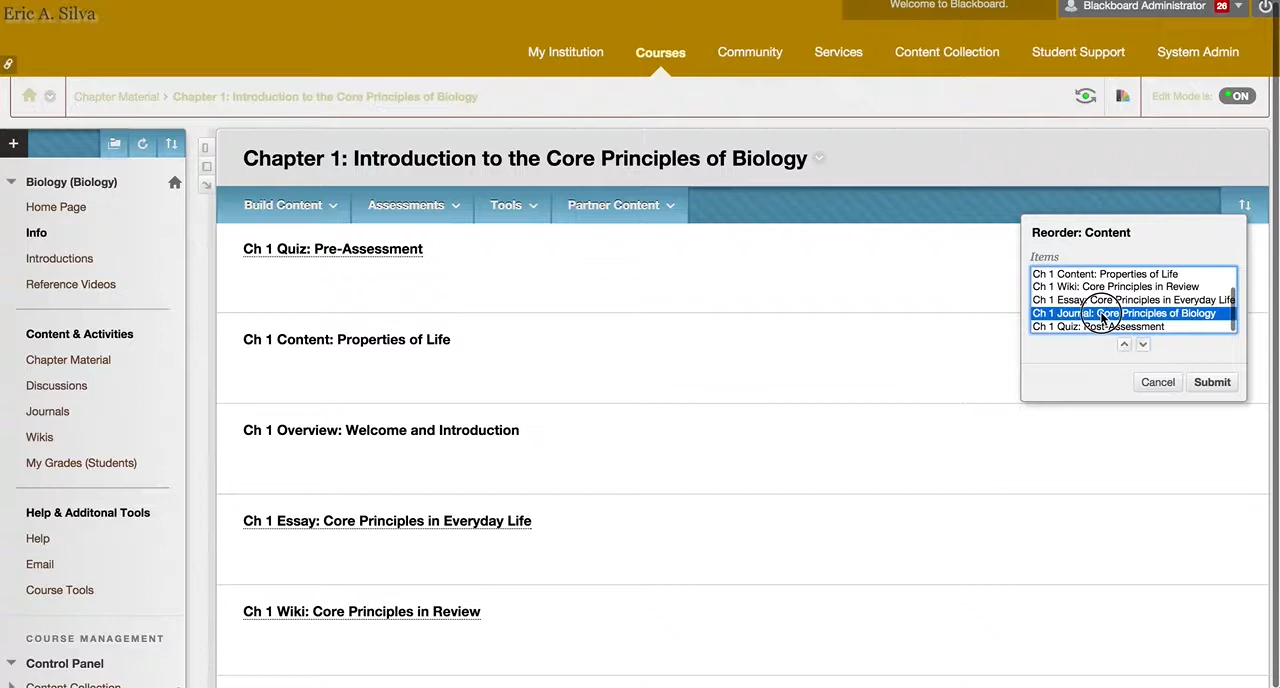 Eric A. Silva
Welcome to Blackboard.
Blackboard Administrator 26
My Institution Courses Community Services Content Collection Student Support System Admin
Chapter Material > Chapter 1: Introduction to the Core Principles of Biology
Edit Mode is: ON
Chapter 1: Introduction to the Core Principles of Biology
Build Content Assessments Tools Partner Content
Biology (Biology)
Home Page
Info
Introductions
Reference Videos
Content & Activities
Chapter Material
Discussions
Journals
Wikis
My Grades (Students)
Help & Additonal Tools
Help
Email
Course Tools
COURSE MANAGEMENT
Control Panel
Content Collection
Ch 1 Quiz: Pre-Assessment
Ch 1 Content: Properties of Life
Ch 1 Overview: Welcome and Introduction
Ch 1 Essay: Core Principles in Everyday Life
Ch 1 Wiki: Core Principles in Review
Reorder: Content
Items
Ch 1 Content: Properties of Life
Ch 1 Wiki: Core Principles in Review
Ch 1 Essay: Core Principles in Everyday Life
Ch 1 Journal: Core Principles of Biology
Ch 1 Quiz: Post-Assessment
Cancel Submit